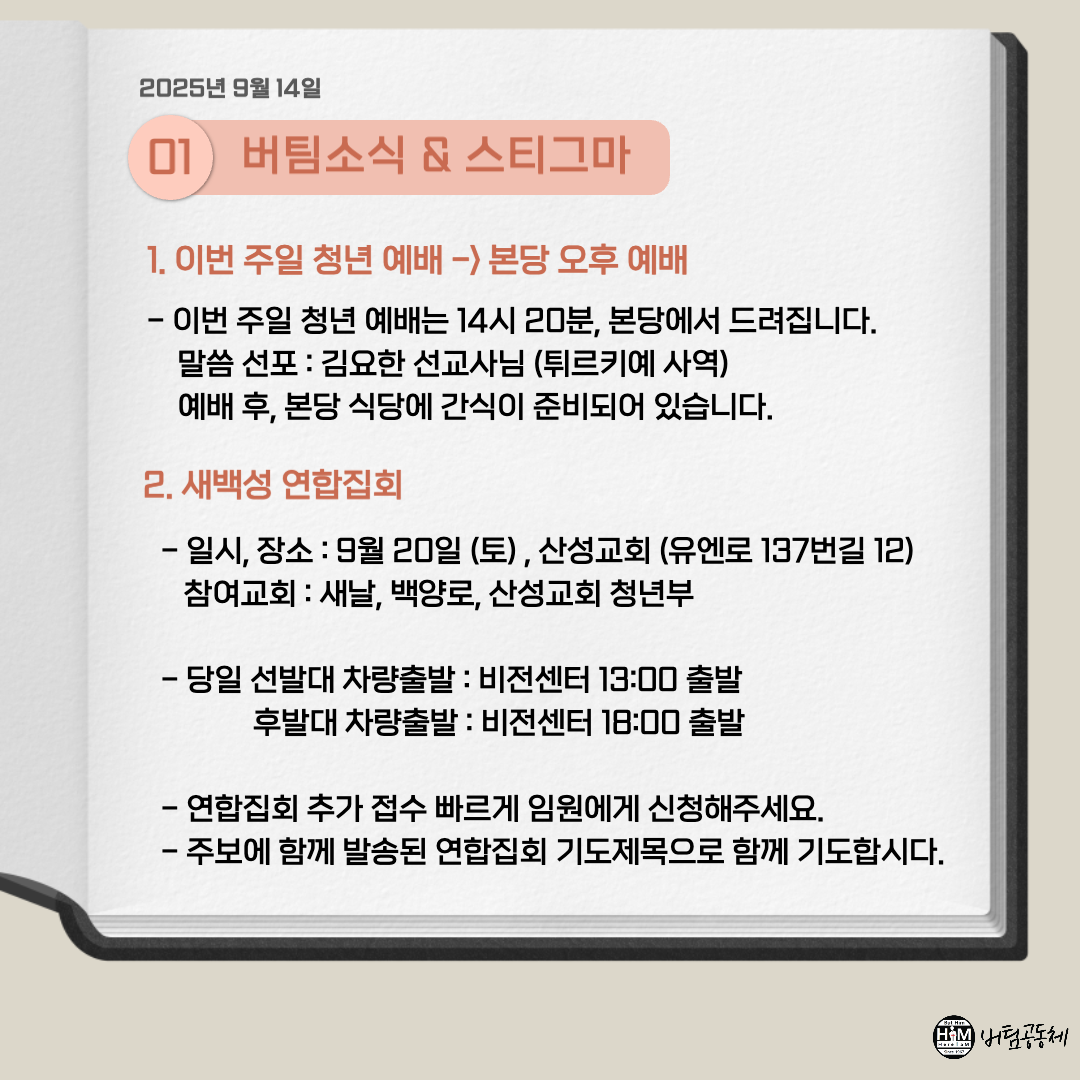 2025년 9월 14일
01 버팀소식 & 스티그마
1. 이번 주일 청년 예배 -> 본당 오후 예배
- 이번 주일 청년 예배는 14시 20분, 본당에서 드려집니다.
말씀 선포 : 김요한 선교사님 (튀르키예 사역)
예배 후, 본당 식당에 간식이 준비되어 있습니다.
2. 새백성 연합집회
- 일시, 장소 : 9월 20일 (토) , 산성교회 (유엔로 137번길 12)
참여교회 : 새날, 백양로, 산성교회 청년부
- 당일 선발대 차량출발 : 비전센터 13:00 출발
후발대 차량출발 : 비전센터 18:00 출발
- 연합집회 추가 접수 빠르게 임원에게 신청해주세요.
- 주보에 함께 발송된 연합집회 기도제목으로 함께 기도합시다.
HIM
버팀공동체